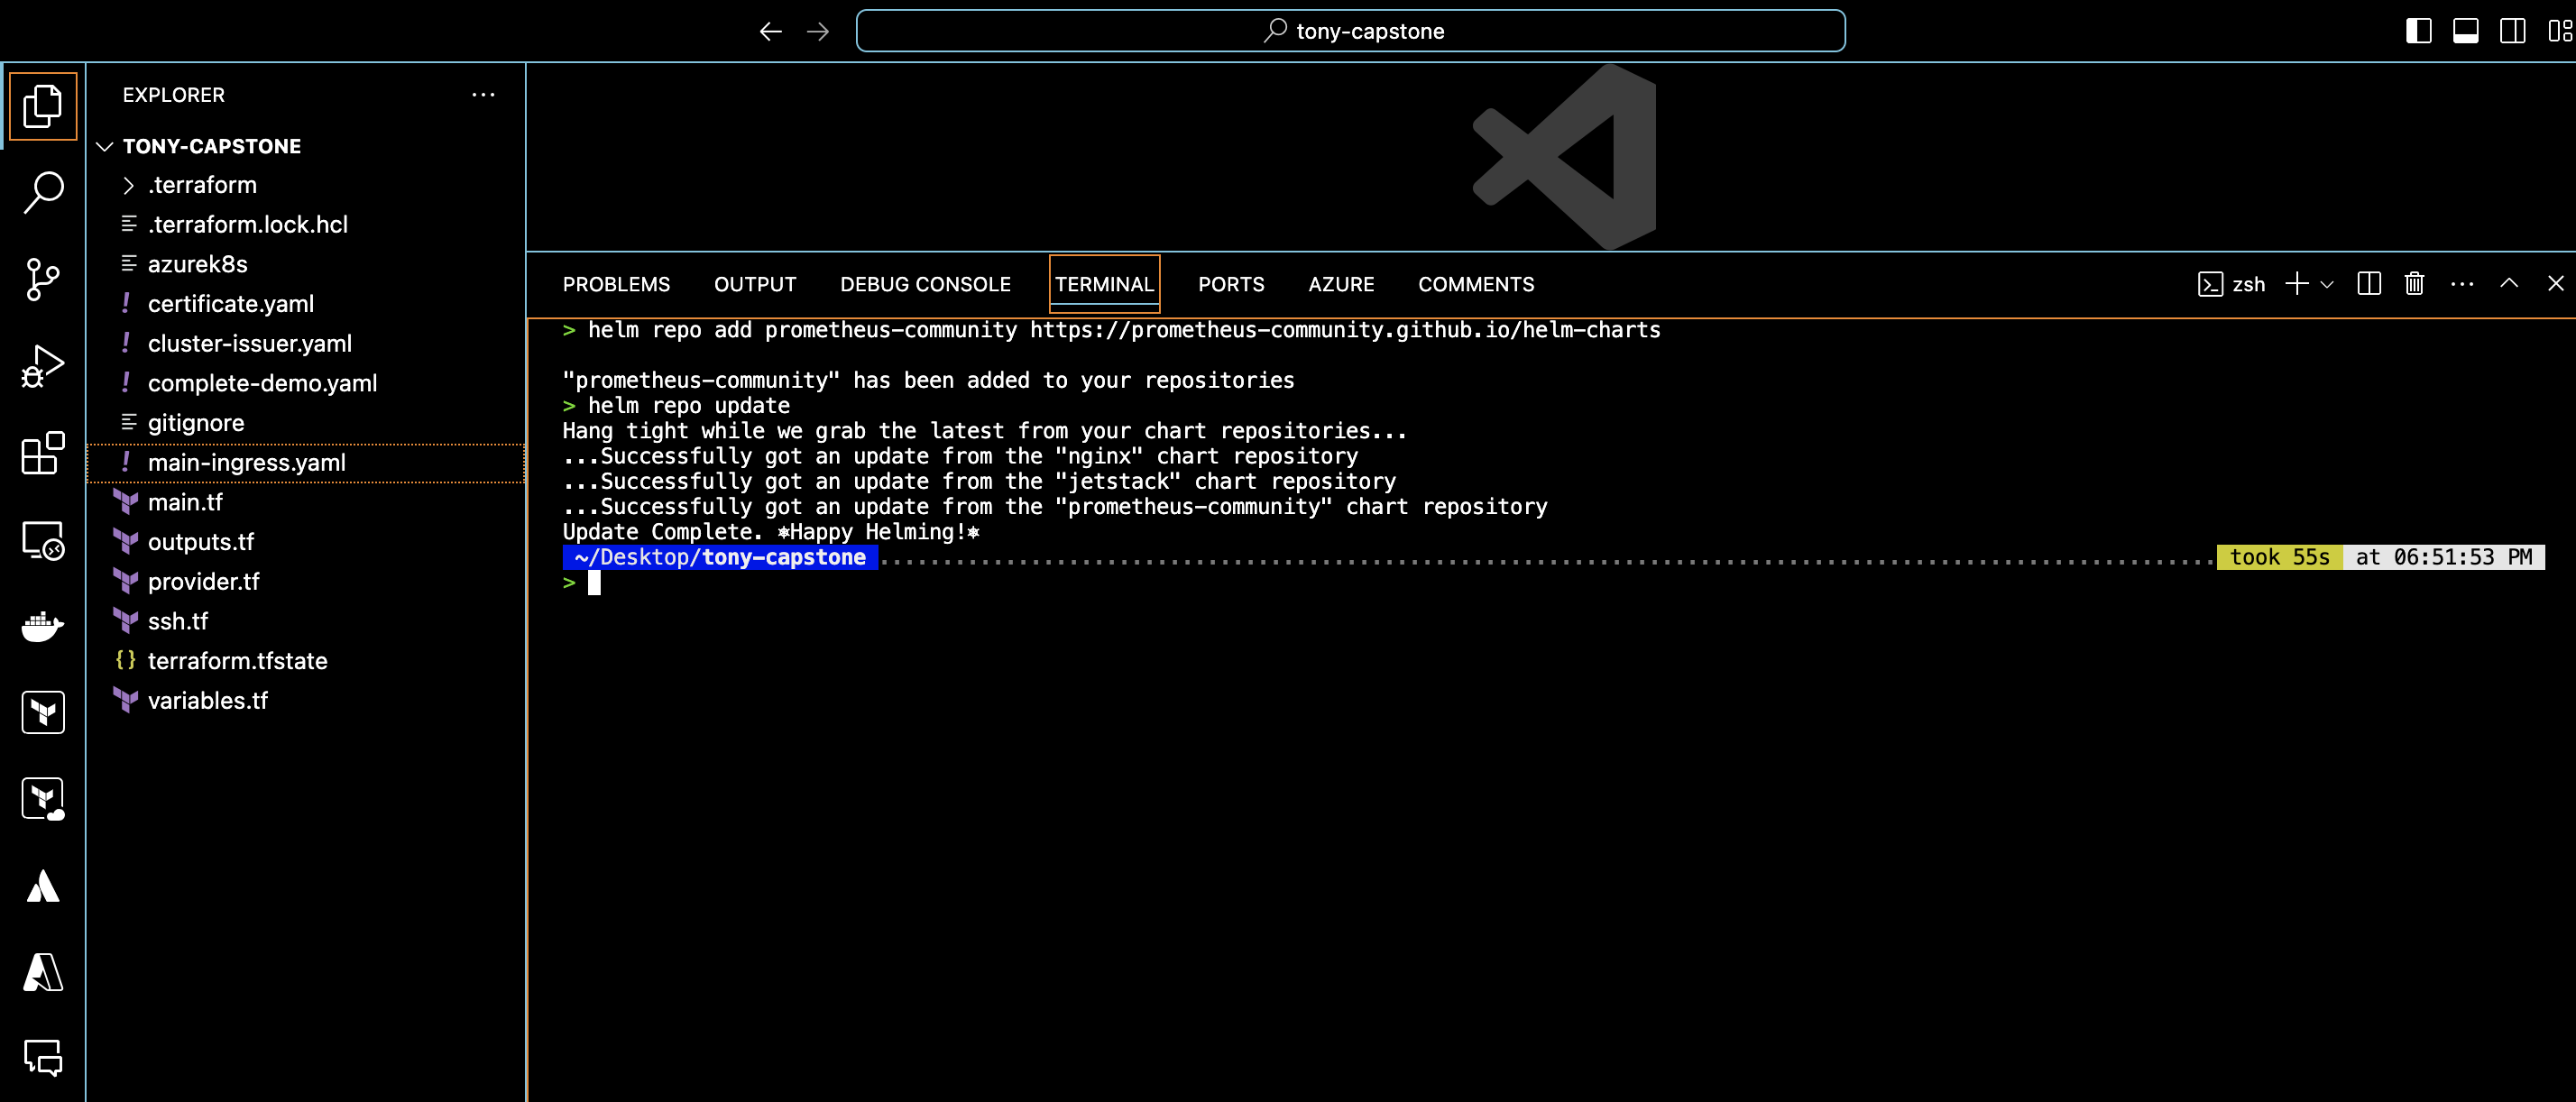 tony-capstone
EXPLORER
TONY-CAPSTONE
.terraform
.terraform.lock.hcl
azurek8s
! certificate.yaml
! cluster-issuer.yaml
! complete-demo.yaml
gitignore
! main-ingress.yaml
main.tf
outputs.tf
provider.tf
ssh.tf
{} terraform.tfstate
variables.tf
PROBLEMS OUTPUT DEBUG CONSOLE TERMINAL PORTS AZURE COMMENTS zsh
> helm repo add prometheus-community https://prometheus-community.github.io/helm-charts
"prometheus-community" has been added to your repositories
> helm repo update
Hang tight while we grab the latest from your chart repositories...
...Successfully got an update from the "nginx" chart repository
...Successfully got an update from the "jetstack" chart repository
...Successfully got an update from the "prometheus-community" chart repository
Update Complete. ⎈Happy Helming!⎈
~/Desktop/tony-capstone took 55s at 06:51:53 PM
>